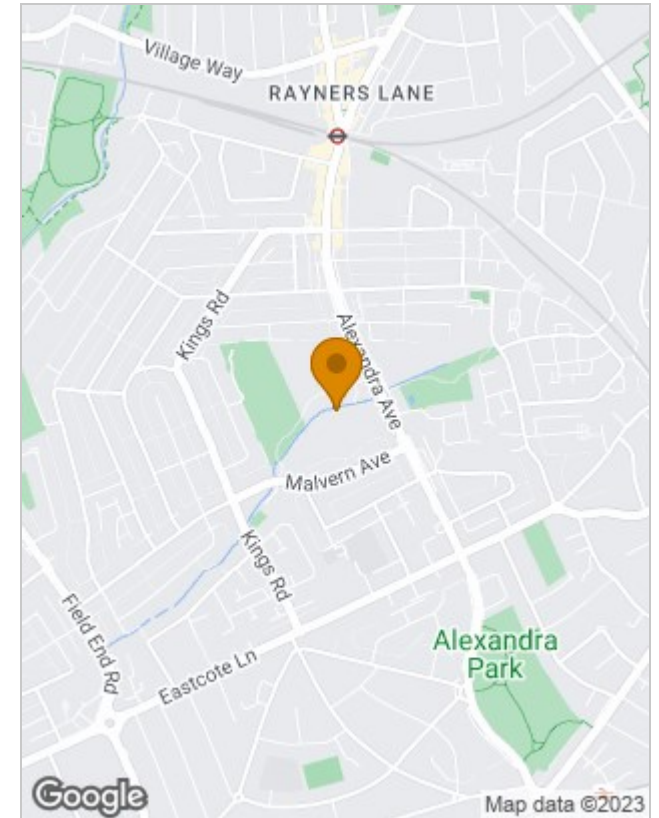 Village Way
RAYNERS LANE
Kings Rd
Alexandra Ave
Malvern Ave
Kings Rd
Field End Rd
Eastcote Ln
Alexandra
Park
Google
Map data ©2023